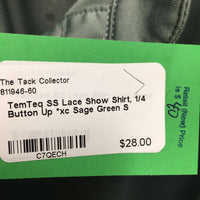 The Tack Collector
811946-60
TemTeq SS Lace Show Shirt, 1/4
Button Up *xc Sage Green S
C7QECH
$28.00
Retail (New) Price
is $ 60